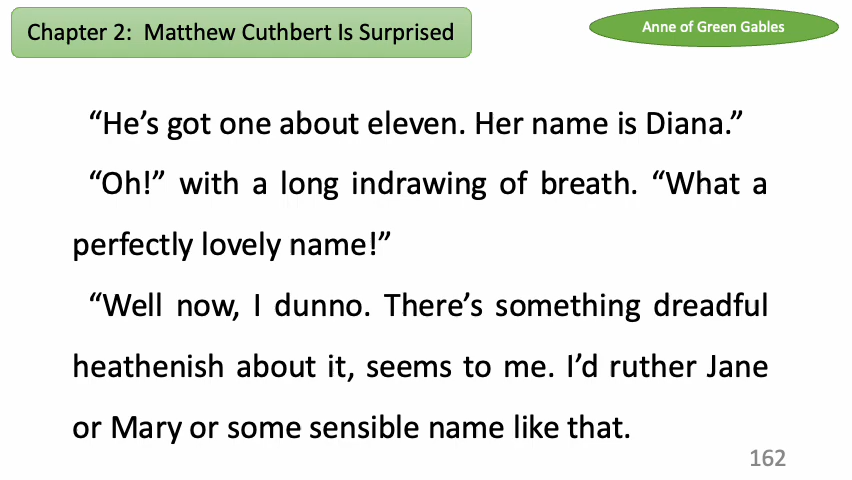 Chapter 2:  Matthew Cuthbert Is Surprised
Anne of Green Gables
“He’s got one about eleven. Her name is Diana.”
“Oh!” with a long indrawing of breath. “What a
perfectly lovely name!”
“Well now, I dunno. There’s something dreadful
heathenish about it, seems to me. I’d ruther Jane
or Mary or some sensible name like that.
162